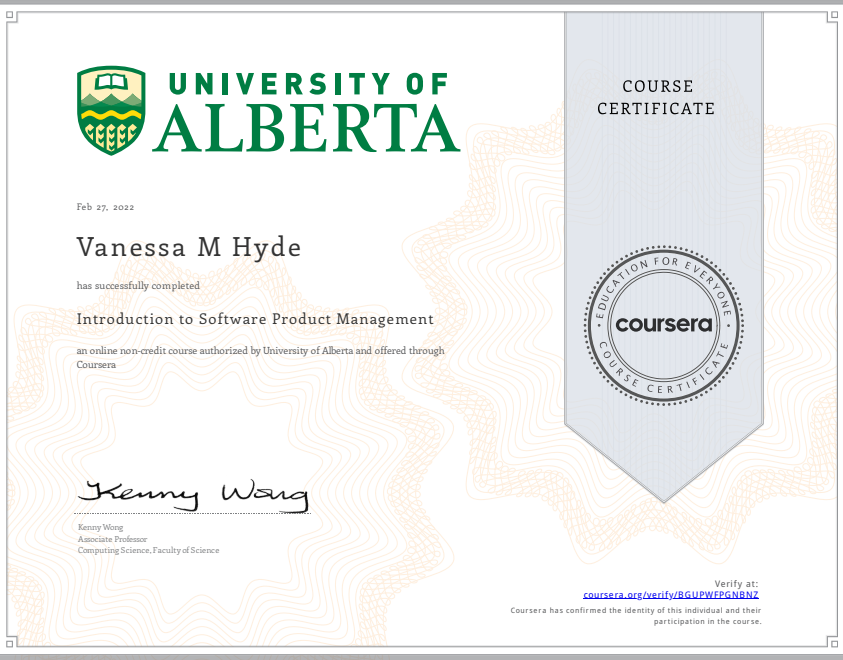 UNIVERSITY OF
ALBERTA
COURSE
CERTIFICATE
Feb 27, 2022
Vanessa M Hyde
has successfully completed
Introduction to Software Product Management
an online non-credit course authorized by University of Alberta and offered through
Coursera
EDUCATION FOR EVERYONE
coursera
COURSE CERTIFICATE
Kenny Wong
Kenny Wong
Associate Professor
Computing Science, Faculty of Science
Verify at:
coursera.org/verify/BGUPWFPGNBNZ
Coursera has confirmed the identity of this individual and their
participation in the course.